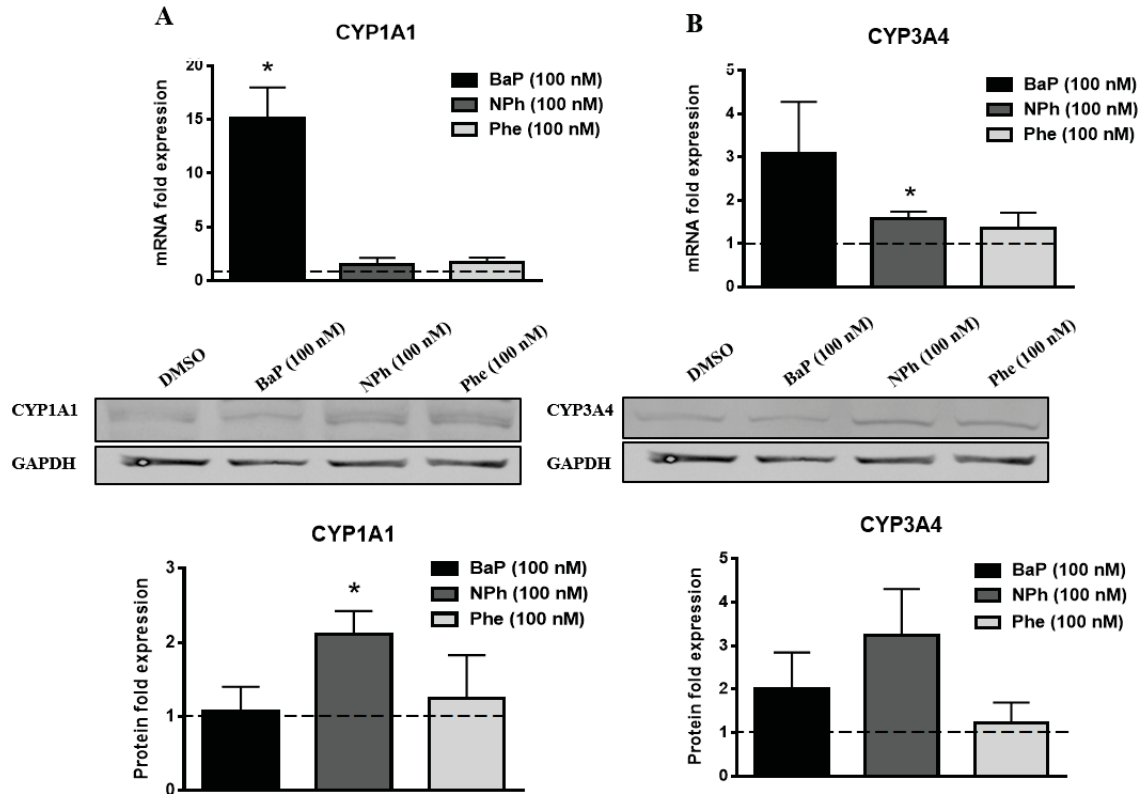 A
CYP1A1
*
BaP (100 nM)
NPh (100 nM)
Phe (100 nM)
mRNA fold expression
20
15
10
5
0
B
CYP3A4
*
BaP (100 nM)
NPh (100 nM)
Phe (100 nM)
mRNA fold expression
5
4
3
2
1
0
DMSO
BaP (100 nM)
NPh (100 nM)
Phe (100 nM)
CYP1A1
GAPDH
DMSO
BaP (100 nM)
NPh (100 nM)
Phe (100 nM)
CYP3A4
GAPDH
CYP1A1
*
BaP (100 nM)
NPh (100 nM)
Phe (100 nM)
Protein fold expression
3
2
1
0
CYP3A4
BaP (100 nM)
NPh (100 nM)
Phe (100 nM)
Protein fold expression
5
4
3
2
1
0